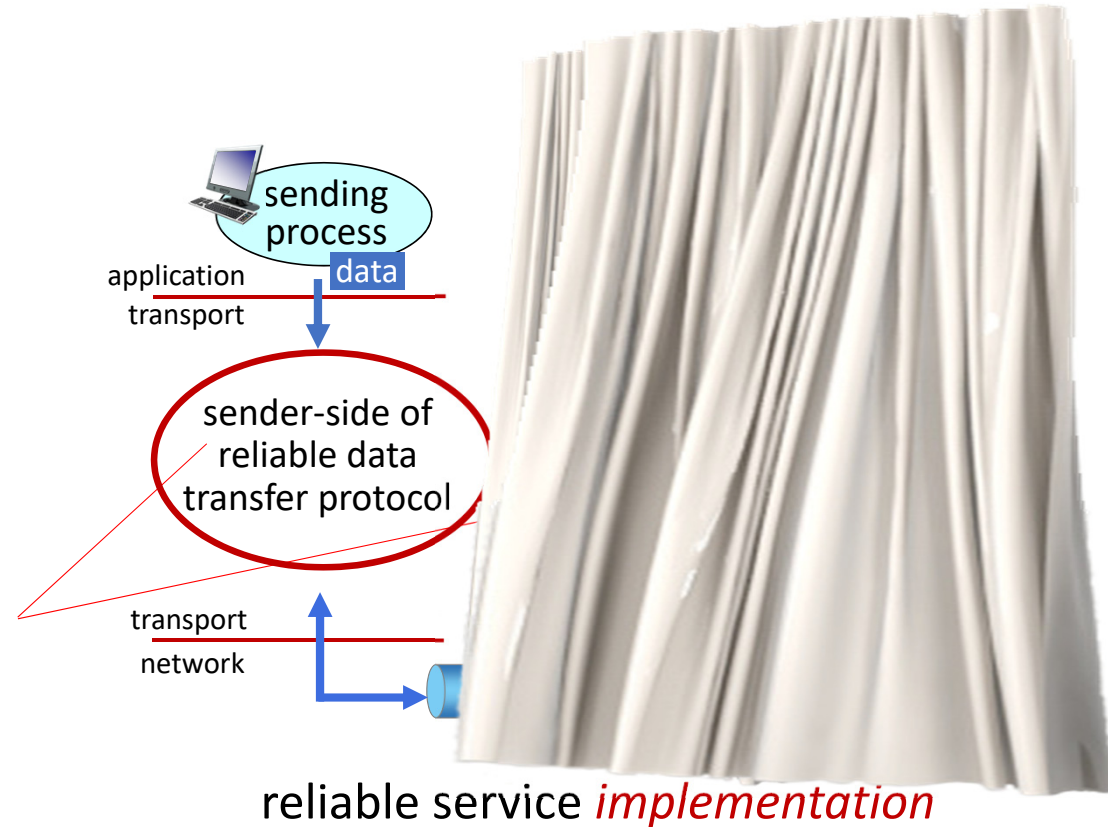 sending
process
data
application
transport
sender-side of
reliable data
transfer protocol
transport
network
reliable service implementation